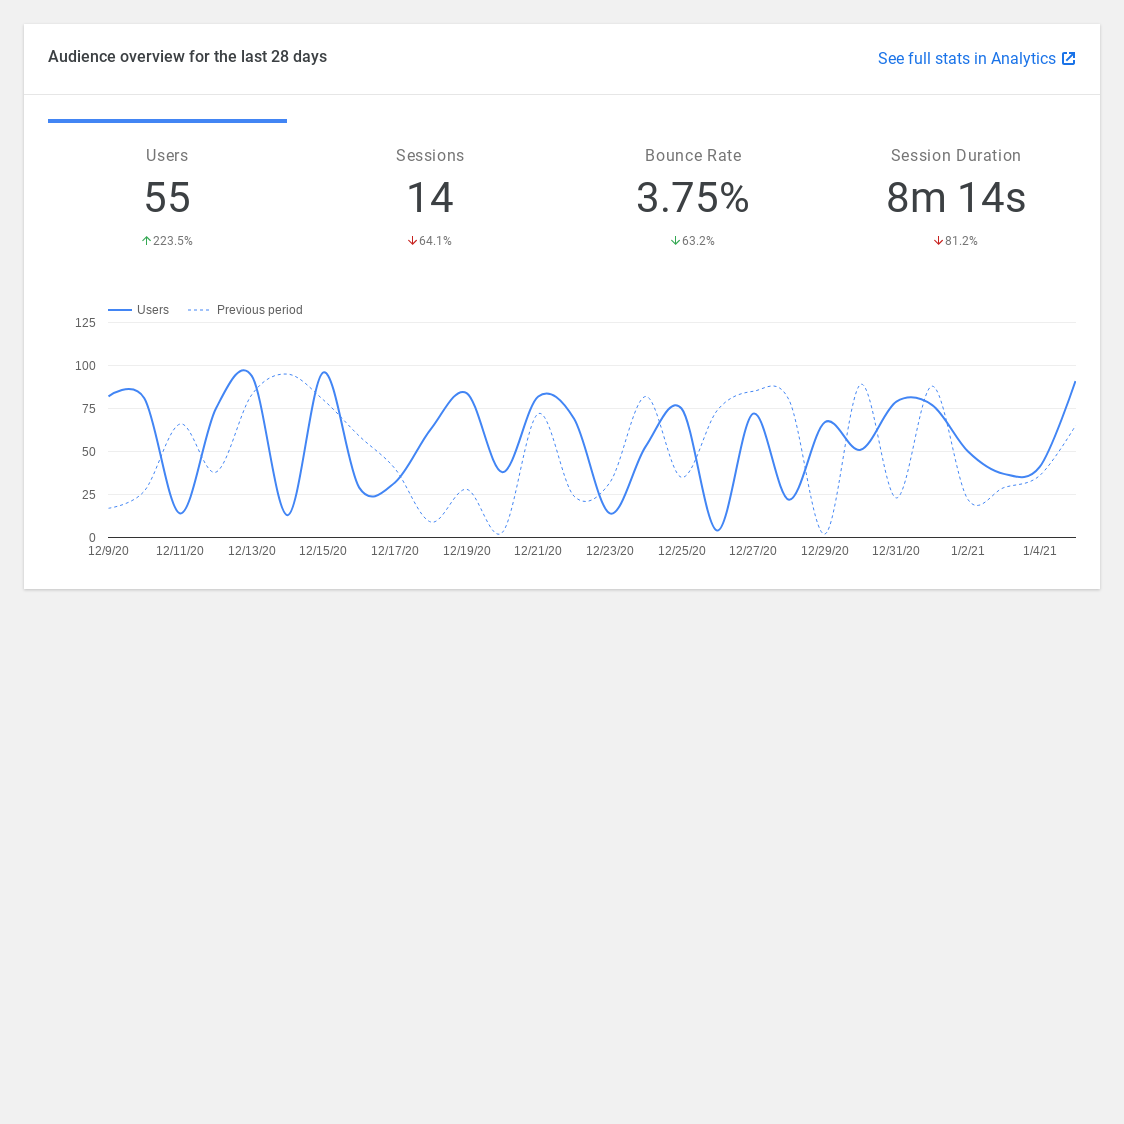 Audience overview for the last 28 days
See full stats in Analytics
Users
55
223.5%
Sessions
14
64.1%
Bounce Rate
3.75%
63.2%
Session Duration
8m 14s
81.2%
Users Previous period
125
100
75
50
25
0
12/9/20 12/11/20 12/13/20 12/15/20 12/17/20 12/19/20 12/21/20 12/23/20 12/25/20 12/27/20 12/29/20 12/31/20 1/2/21 1/4/21